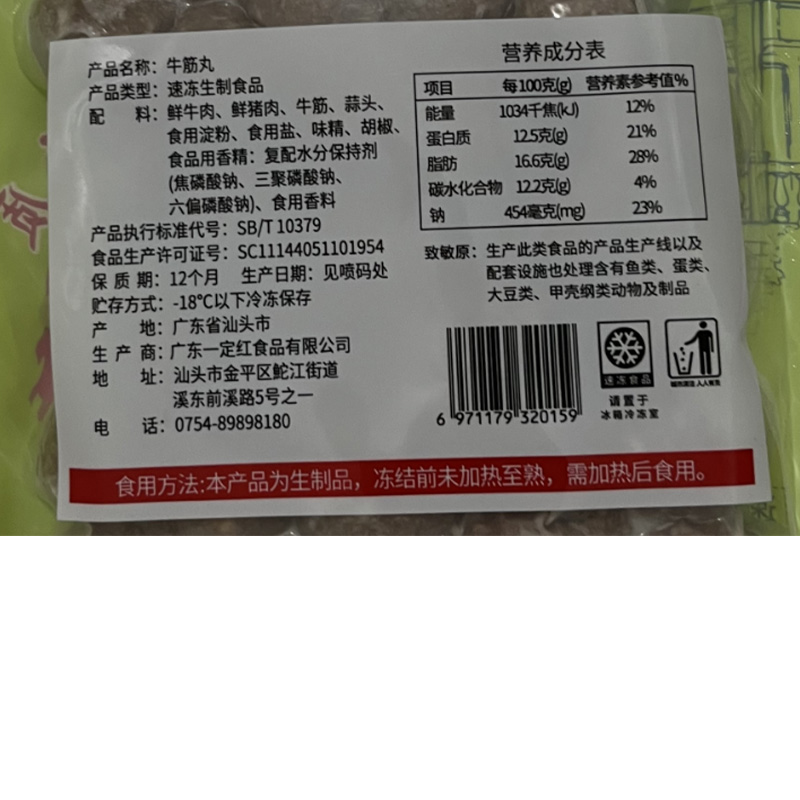 产品名称：牛筋丸
产品类型：速冻生制食品
配 料：鲜牛肉、鲜猪肉、牛筋、蒜头、
食用淀粉、食用盐、味精、胡椒、
食品用香精：复配水分保持剂
(焦磷酸钠、三聚磷酸钠、
六偏磷酸钠)、食用香料
产品执行标准代号：SB/T 10379
食品生产许可证号：SC11144051101954
保 质 期：12个月 生产日期：见喷码处
贮存方式：-18℃以下冷冻保存
产 地：广东省汕头市
生 产 商：广东一定红食品有限公司
地 址：汕头市金平区鮀江街道
溪东前溪路5号之一
电 话：0754-89898180
营养成分表
项目 每100克(g) 营养素参考值%
能量 1034千焦(kJ) 12%
蛋白质 12.5克(g) 21%
脂肪 16.6克(g) 28%
碳水化合物 12.2克(g) 4%
钠 454毫克(mg) 23%
致敏原：生产此类食品的产品生产线以及
配套设施也处理含有鱼类、蛋类、
大豆类、甲壳纲类动物及制品
6 971179 320159
速冻食品
请置于
冰箱冷冻室
食用方法:本产品为生制品，冻结前未加热至熟，需加热后食用。